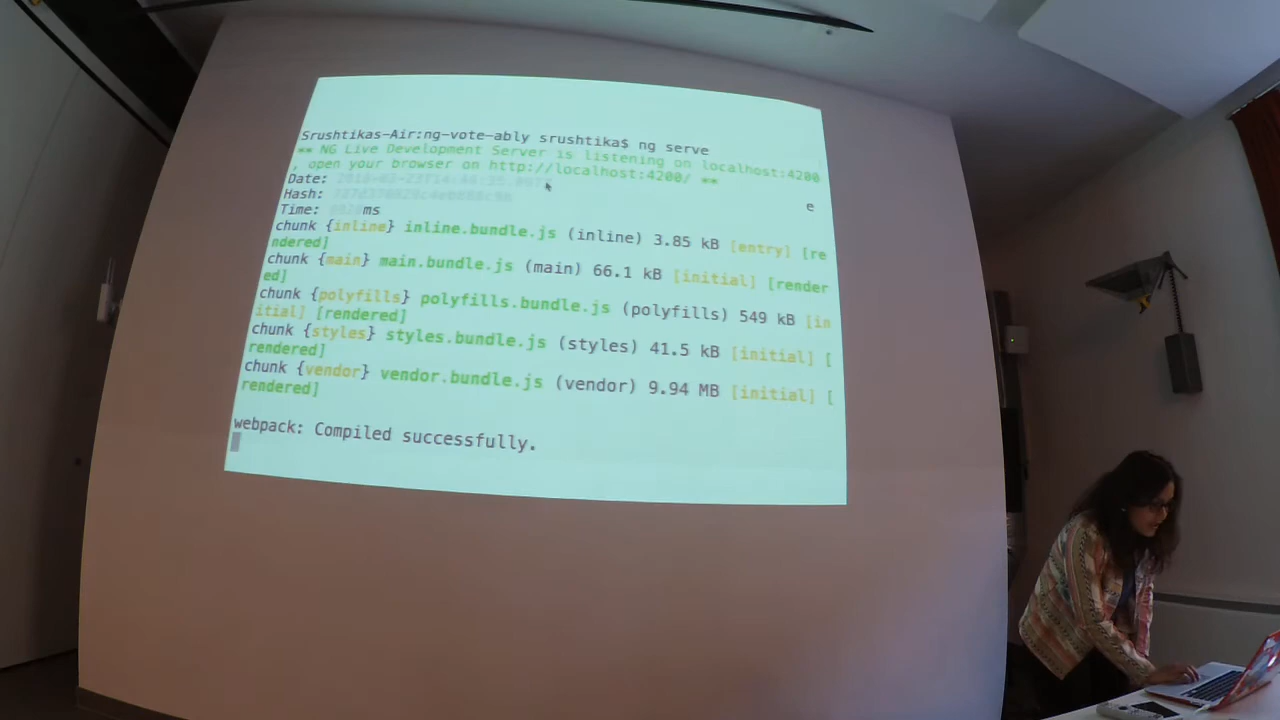 Srushtikas-Air:ng-vote-ably srushtika$ ng serve
** NG Live Development Server is listening on localhost:4200
, open your browser on http://localhost:4200/ **
Date:
Hash:
e
Time: ms
chunk {inline} inline.bundle.js (inline) 3.85 kB [entry] [re
ndered]
chunk {main} main.bundle.js (main) 66.1 kB [initial] [render
ed]
chunk {polyfills} polyfills.bundle.js (polyfills) 549 kB [in
itial] [rendered]
chunk {styles} styles.bundle.js (styles) 41.5 kB [initial] [
rendered]
chunk {vendor} vendor.bundle.js (vendor) 9.94 MB [initial] [
rendered]
webpack: Compiled successfully.